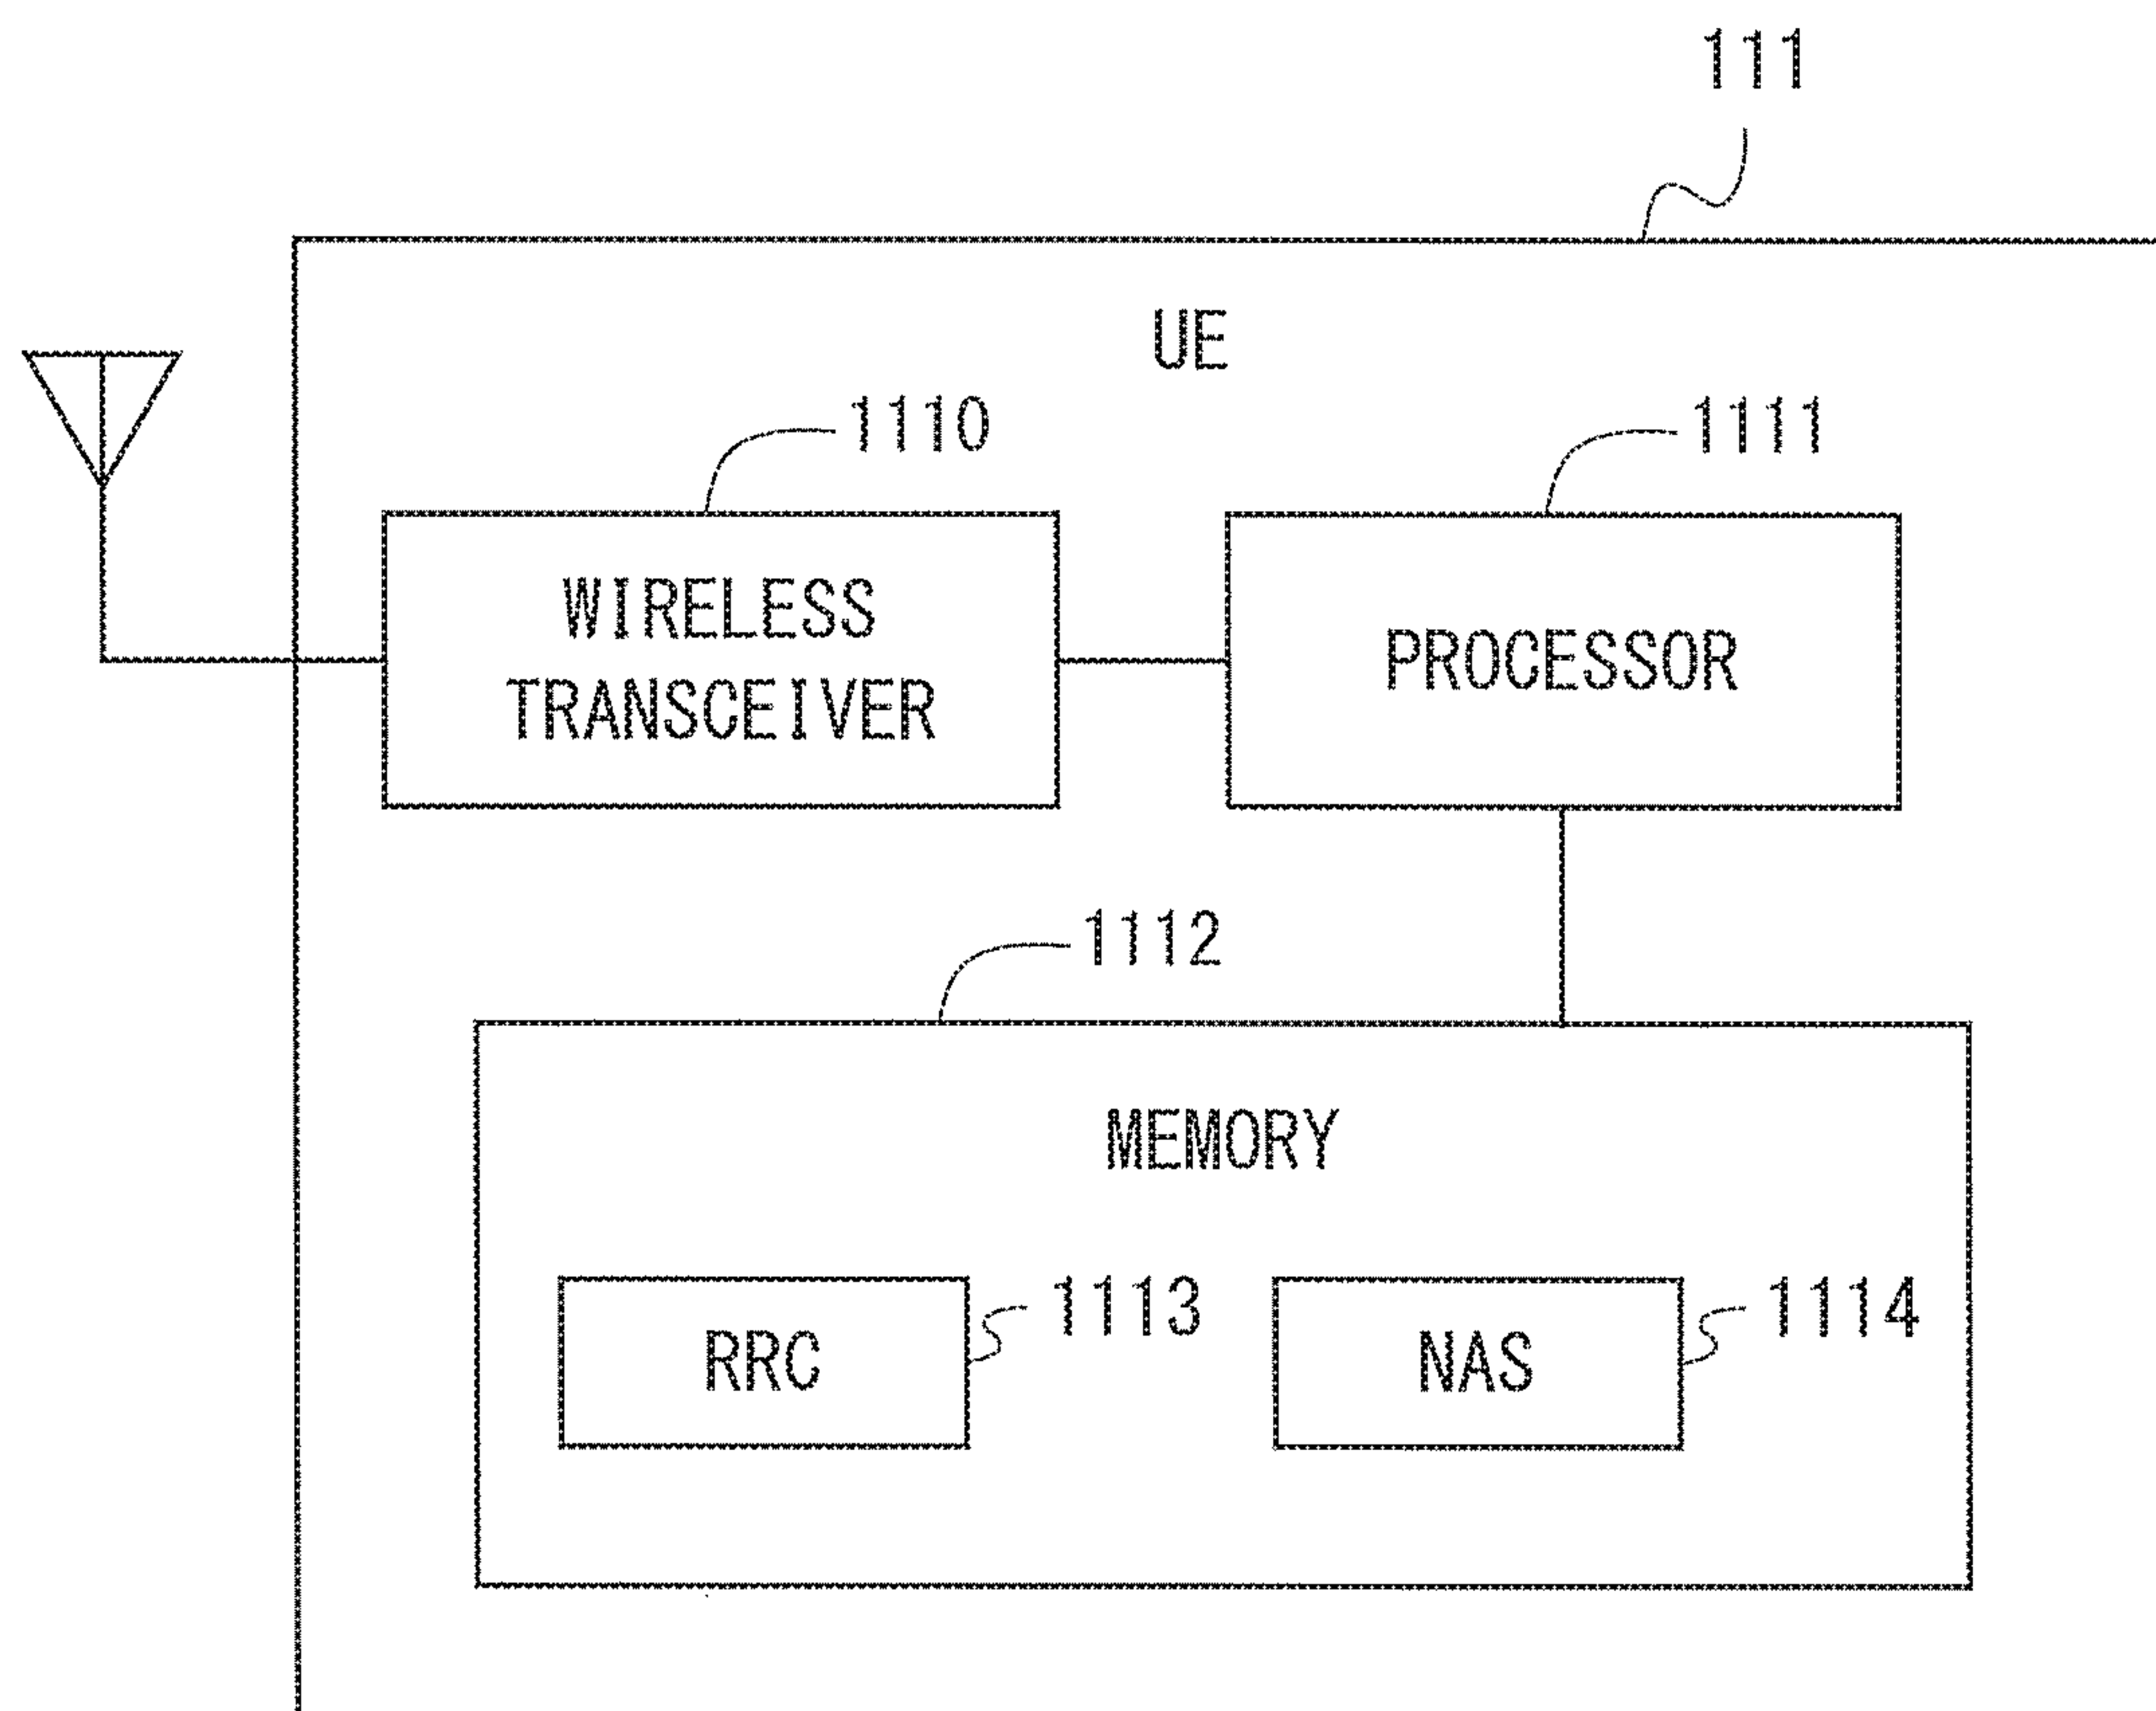 111
UE
1110
1111
WIRELESS
TRANSCEIVER
PROCESSOR
1112
MEMORY
RRC
1113
NAS
1114